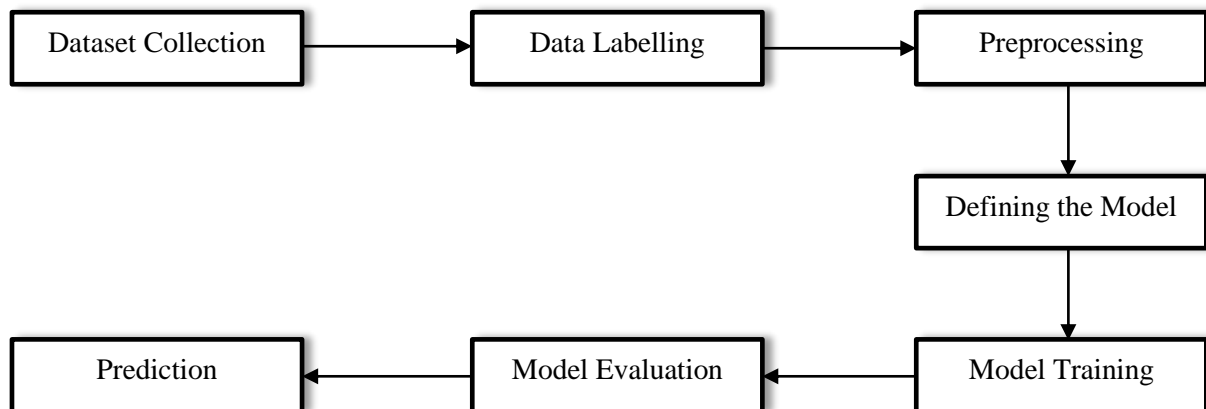 Dataset Collection
Data Labelling
Preprocessing
Defining the Model
Model Training
Model Evaluation
Prediction